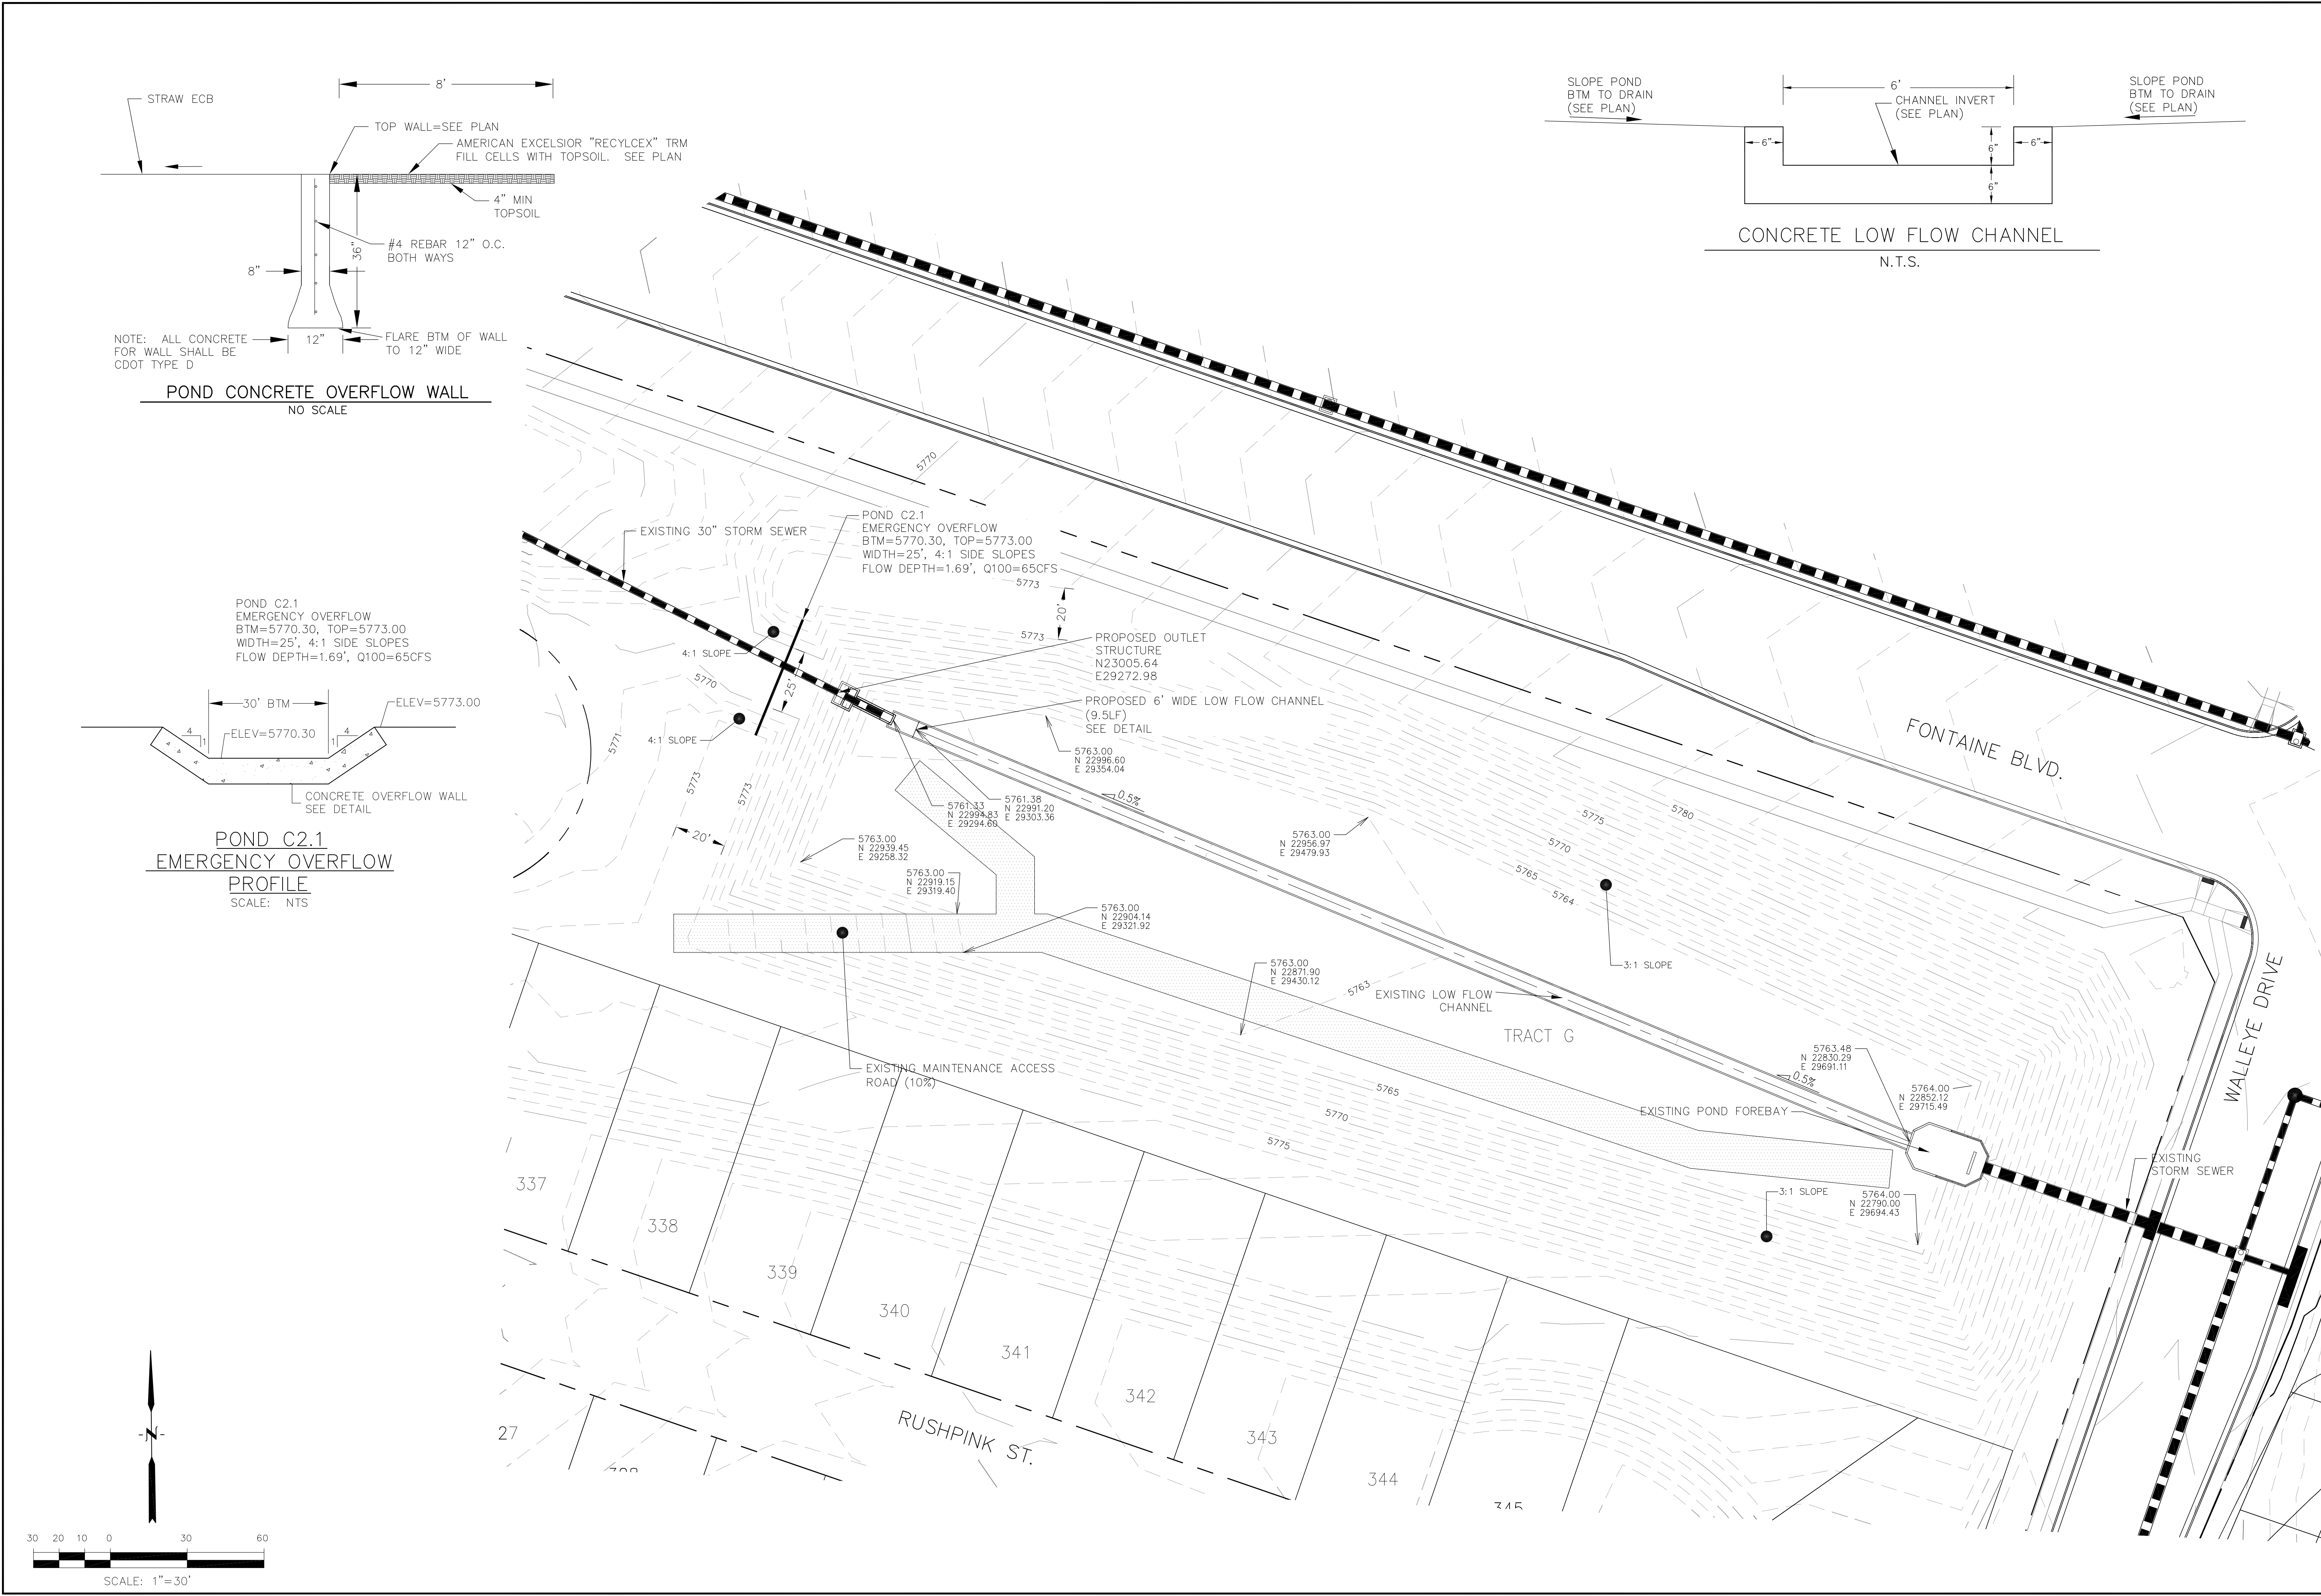 8'
STRAW ECB
TOP WALL=SEE PLAN
AMERICAN EXCELSIOR "RECYLCEX" TRM
FILL CELLS WITH TOPSOIL.  SEE PLAN
4" MIN
TOPSOIL
#4 REBAR 12" O.C.
BOTH WAYS
36"
8"
NOTE:  ALL CONCRETE
FOR WALL SHALL BE
CDOT TYPE D
12"
FLARE BTM OF WALL
TO 12" WIDE
POND CONCRETE OVERFLOW WALL
NO SCALE
SLOPE POND
BTM TO DRAIN
(SEE PLAN)
6'
CHANNEL INVERT
(SEE PLAN)
SLOPE POND
BTM TO DRAIN
(SEE PLAN)
6"
6"
6"
6"
CONCRETE LOW FLOW CHANNEL
N.T.S.
POND C2.1
EMERGENCY OVERFLOW
BTM=5770.30, TOP=5773.00
WIDTH=25', 4:1 SIDE SLOPES
FLOW DEPTH=1.69', Q100=65CFS
30' BTM
ELEV=5773.00
4
1
ELEV=5770.30
4
1
CONCRETE OVERFLOW WALL
SEE DETAIL
POND C2.1
EMERGENCY OVERFLOW
PROFILE
SCALE:  NTS
5770
EXISTING 30" STORM SEWER
POND C2.1
EMERGENCY OVERFLOW
BTM=5770.30, TOP=5773.00
WIDTH=25', 4:1 SIDE SLOPES
FLOW DEPTH=1.69', Q100=65CFS
5773
20'
5773
4:1 SLOPE
5770
25'
4:1 SLOPE
5771
5773
5773
20'
PROPOSED OUTLET
STRUCTURE
N23005.64
E29272.98
PROPOSED 6' WIDE LOW FLOW CHANNEL
(9.5LF)
SEE DETAIL
5763.00
N 22996.60
E 29354.04
0.5%
5761.33
N 22994.83
E 29294.60
5761.38
N 22991.20
E 29303.36
5763.00
N 22939.45
E 29258.32
5763.00
N 22919.15
E 29319.40
5763.00
N 22904.14
E 29321.92
5763.00
N 22956.97
E 29479.93
5775
5780
5770
5765
5764
3:1 SLOPE
FONTAINE BLVD.
WALLEYE DRIVE
5763.00
N 22871.90
E 29430.12
5763
EXISTING LOW FLOW
CHANNEL
TRACT G
EXISTING MAINTENANCE ACCESS
ROAD (10%)
5765
5770
5775
5763.48
N 22830.29
E 29691.11
0.5%
5764.00
N 22852.12
E 29715.49
EXISTING POND FOREBAY
EXISTING
STORM SEWER
3:1 SLOPE
5764.00
N 22790.00
E 29694.43
337
338
339
340
341
342
343
344
345
27
RUSHPINK ST.
N
30 20 10 0 30 60
SCALE: 1"=30'